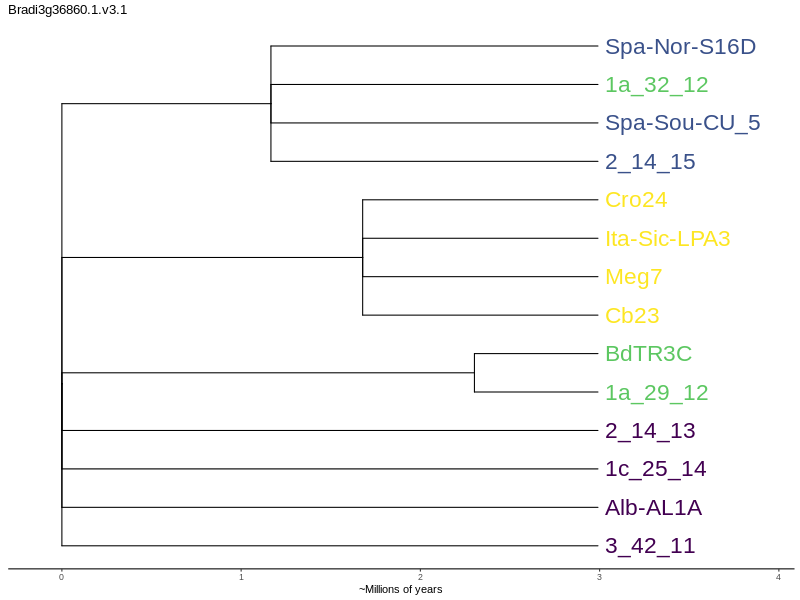 Bradi3g36860.1.v3.1
Spa-Nor-S16D
1a_32_12
Spa-Sou-CU_5
2_14_15
Cro24
Ita-Sic-LPA3
Meg7
Cb23
BdTR3C
1a_29_12
2_14_13
1c_25_14
Alb-AL1A
3_42_11
0 1 2 3 4
~Millions of years